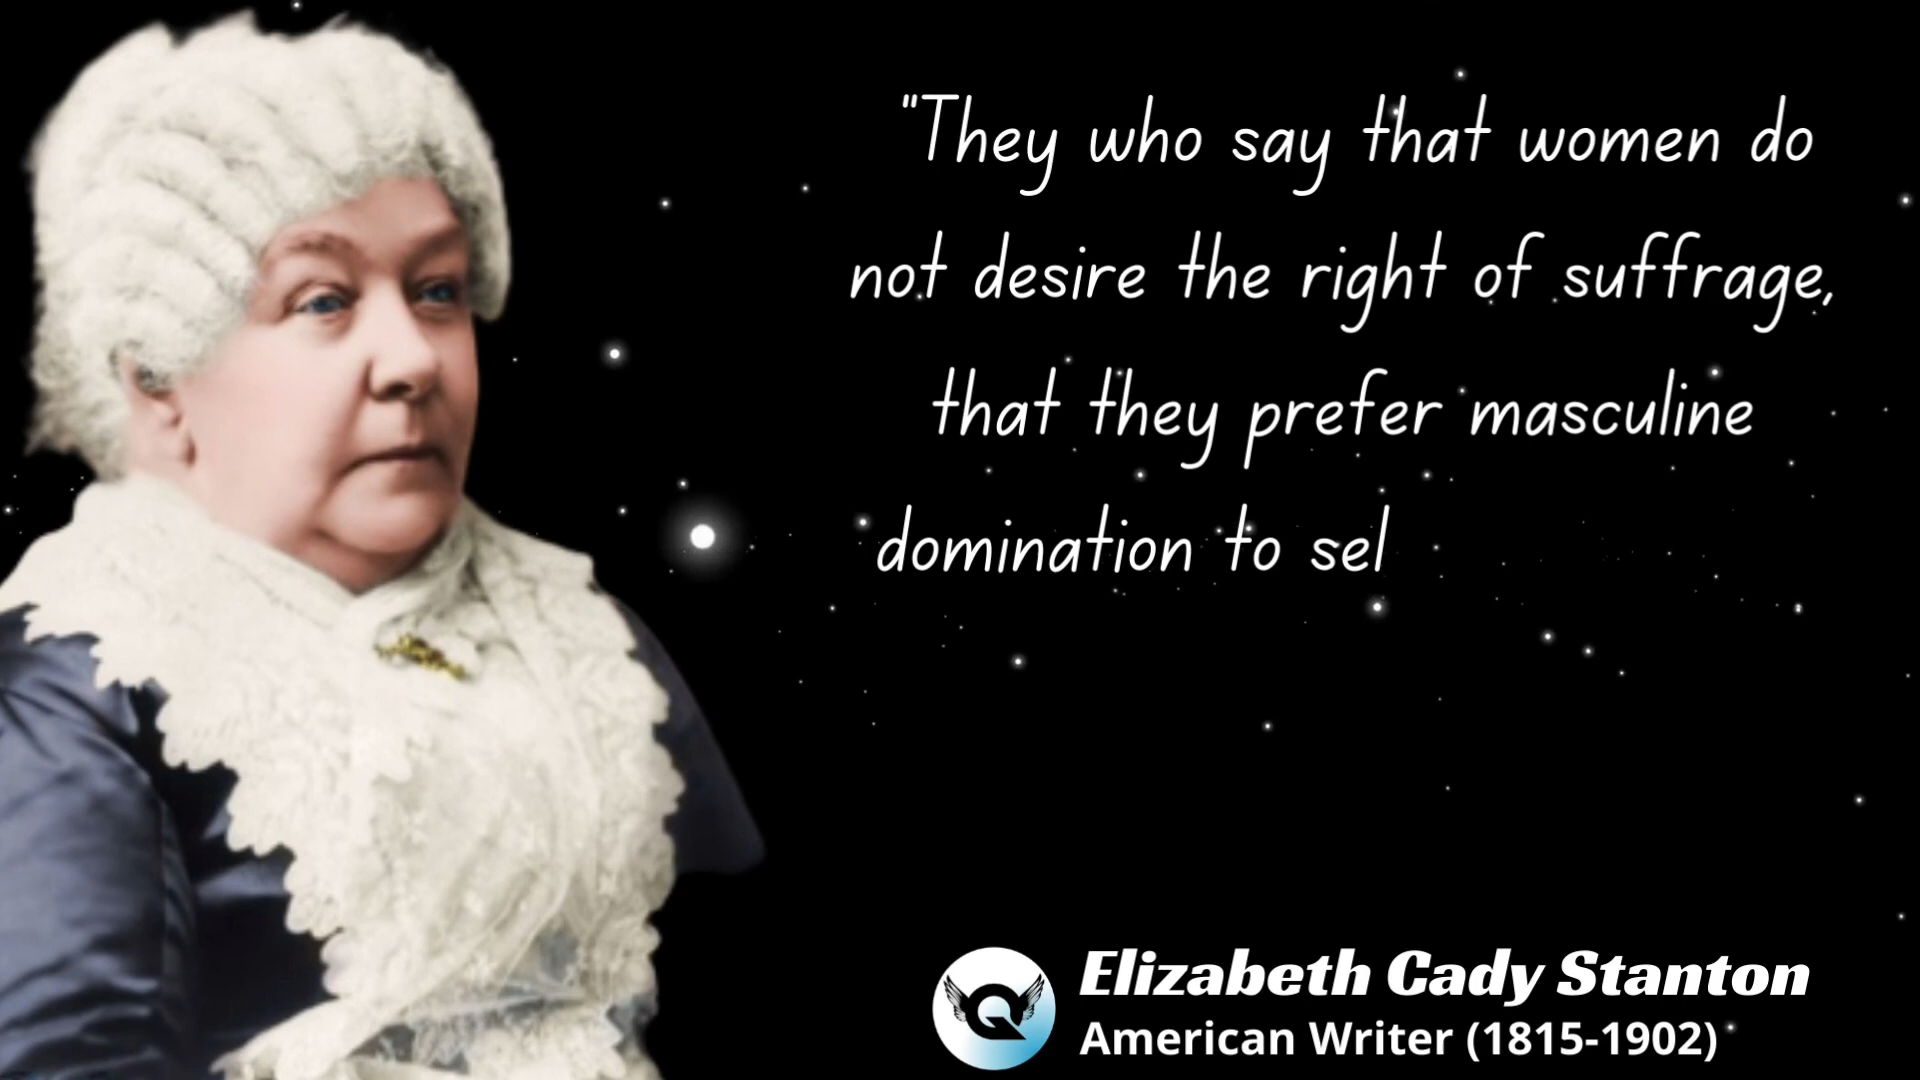 "They who say that women do
not desire the right of suffrage,
that they prefer masculine
domination to sel
Q
Elizabeth Cady Stanton
American Writer (1815-1902)